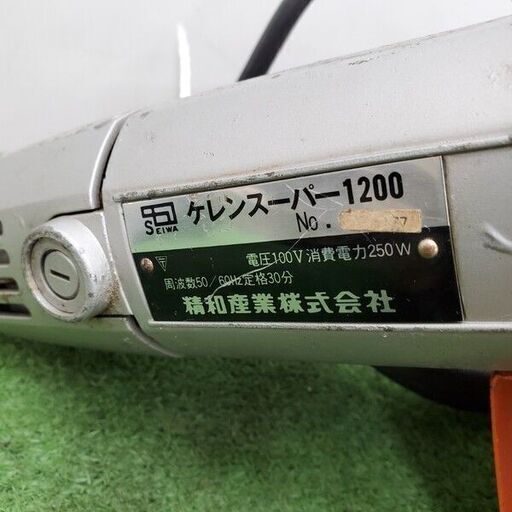 SEIWA
ケレンスーパー1200
No. 77
電圧100V消費電力250W
周波数50/60Hz定格30分
精和産業株式会社